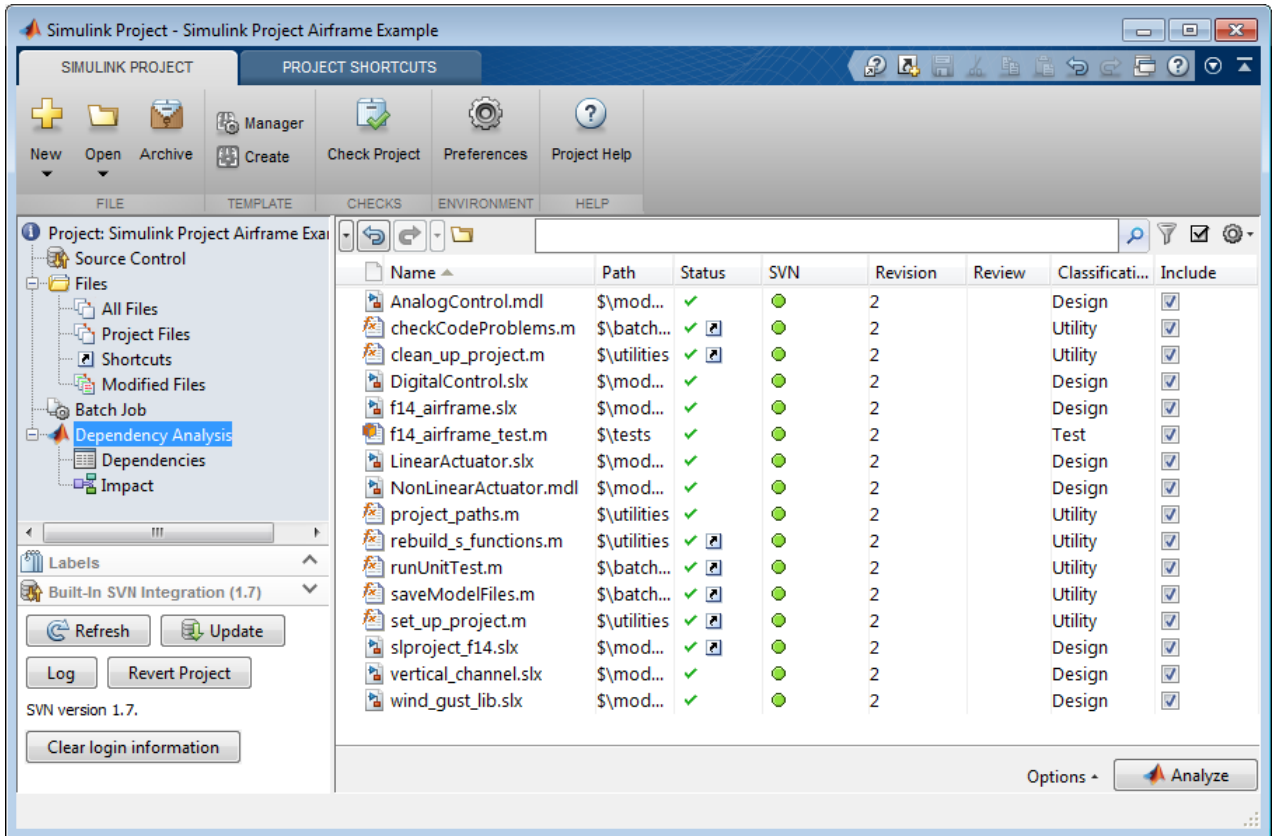 Simulink Project - Simulink Project Airframe Example
SIMULINK PROJECT PROJECT SHORTCUTS
Manager
New Open Archive Create Check Project Preferences Project Help
FILE TEMPLATE CHECKS ENVIRONMENT HELP
Project: Simulink Project Airframe Exa
Source Control
Files
All Files
Project Files
Shortcuts
Modified Files
Batch Job
Dependency Analysis
Dependencies
Impact
Labels
Built-In SVN Integration (1.7)
Refresh Update
Log Revert Project
SVN version 1.7.
Clear login information
Name Path Status SVN Revision Review Classificati... Include
AnalogControl.mdl $\mod... 2 Design
checkCodeProblems.m $\batch... 2 Utility
clean_up_project.m $\utilities 2 Utility
DigitalControl.slx $\mod... 2 Design
f14_airframe.slx $\mod... 2 Design
f14_airframe_test.m $\tests 2 Test
LinearActuator.slx $\mod... 2 Design
NonLinearActuator.mdl $\mod... 2 Design
project_paths.m $\utilities 2 Utility
rebuild_s_functions.m $\utilities 2 Utility
runUnitTest.m $\batch... 2 Utility
saveModelFiles.m $\batch... 2 Utility
set_up_project.m $\utilities 2 Utility
slproject_f14.slx $\mod... 2 Design
vertical_channel.slx $\mod... 2 Design
wind_gust_lib.slx $\mod... 2 Design
Options Analyze